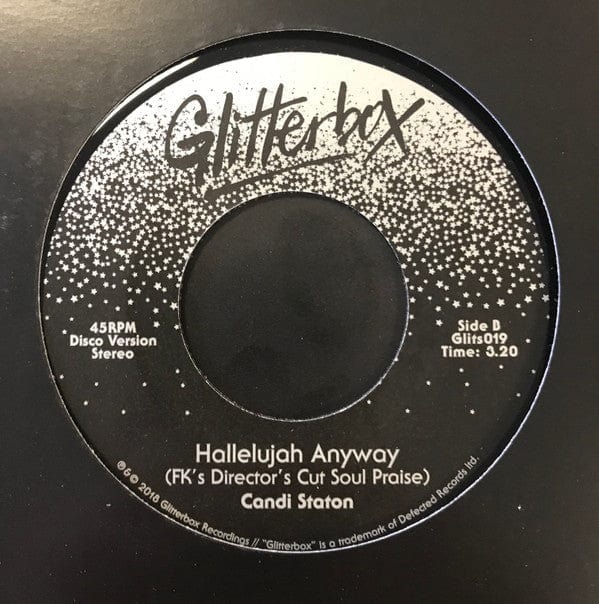 Glitterbox
45RPM
Disco Version
Stereo
Side B
Glits019
Time: 3.20
Hallelujah Anyway
(FK's Director's Cut Soul Praise)
Candi Staton
℗&© 2018 Glitterbox Recordings // "Glitterbox" is a trademark of Defected Records ltd.